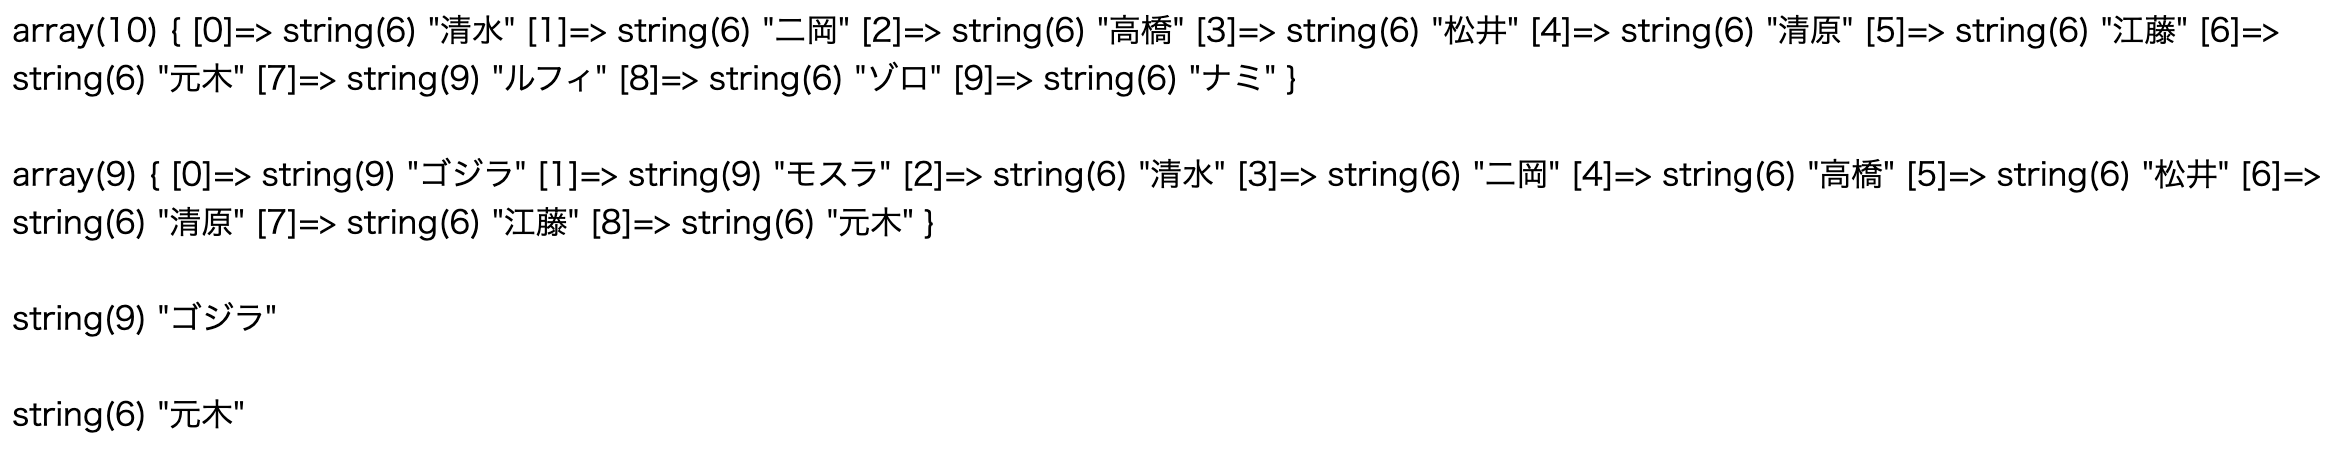 array(10) { [0]=> string(6) "清水" [1]=> string(6) "二岡" [2]=> string(6) "高橋" [3]=> string(6) "松井" [4]=> string(6) "清原" [5]=> string(6) "江藤" [6]=>
string(6) "元木" [7]=> string(9) "ルフィ" [8]=> string(6) "ゾロ" [9]=> string(6) "ナミ" }
array(9) { [0]=> string(9) "ゴジラ" [1]=> string(9) "モスラ" [2]=> string(6) "清水" [3]=> string(6) "二岡" [4]=> string(6) "高橋" [5]=> string(6) "松井" [6]=>
string(6) "清原" [7]=> string(6) "江藤" [8]=> string(6) "元木" }
string(9) "ゴジラ"
string(6) "元木"